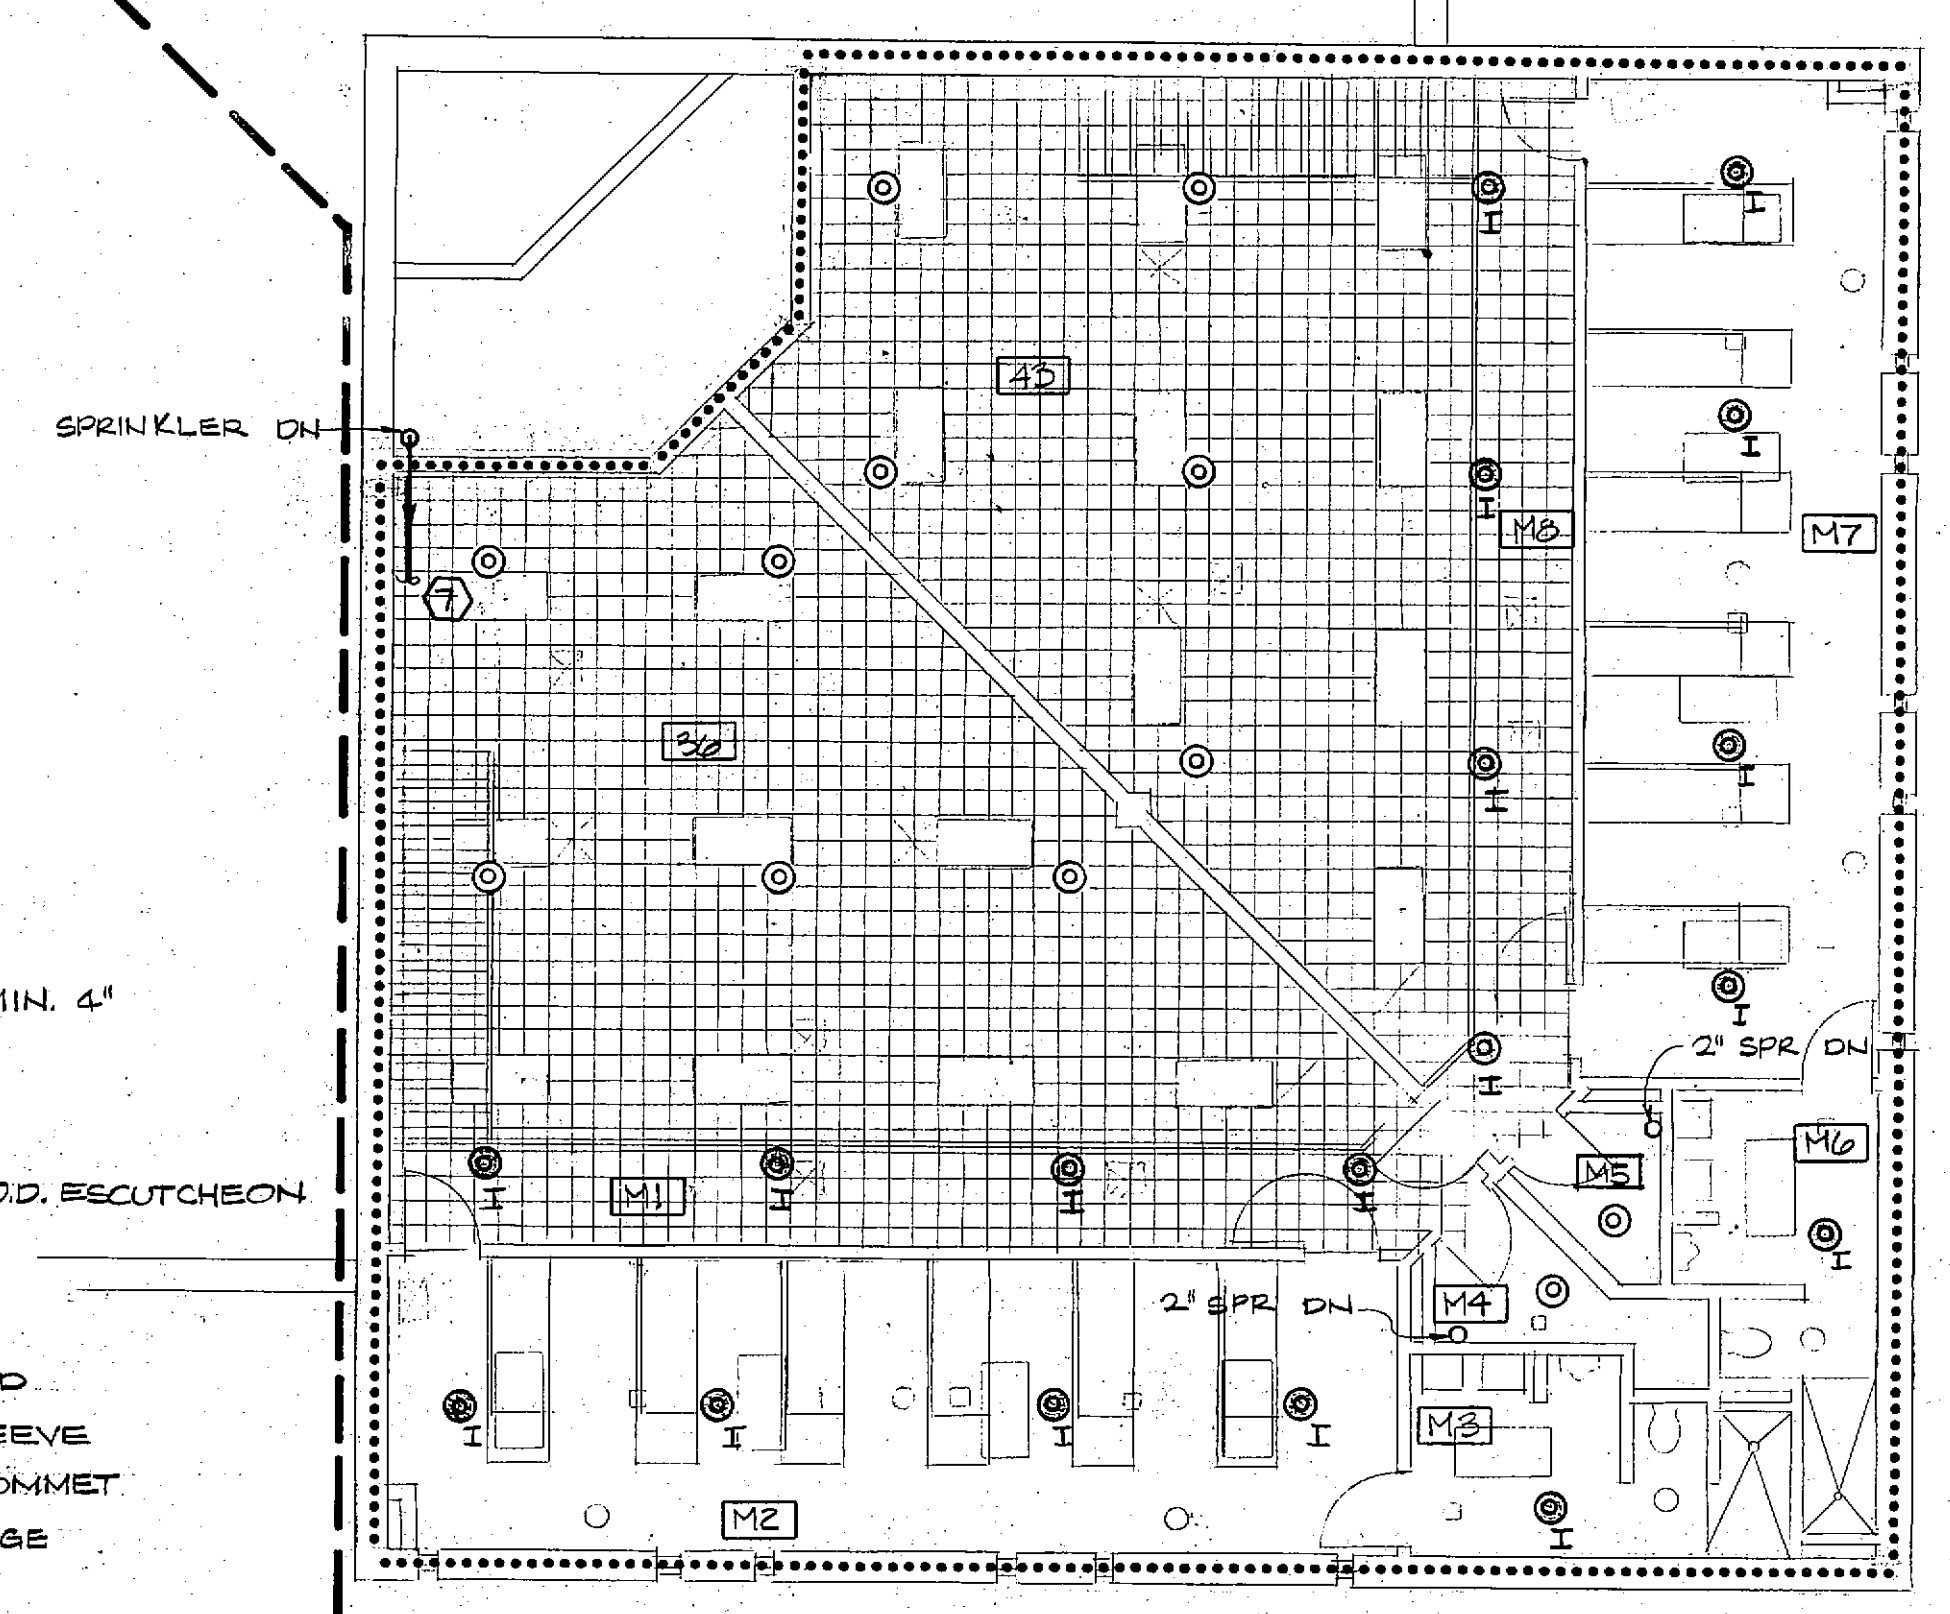 I
I
43
I
SPRINKLER DN
I
M8
M7
7
36
I
I
MIN. 4"
I
2" SPR DN
I
M6
M5
O.D. ESCUTCHEON
I
M1
I
I
I
I
2" SPR DN
M4
D
EEVE
I
I
I
I
M3
OMMET
M2
GE
I